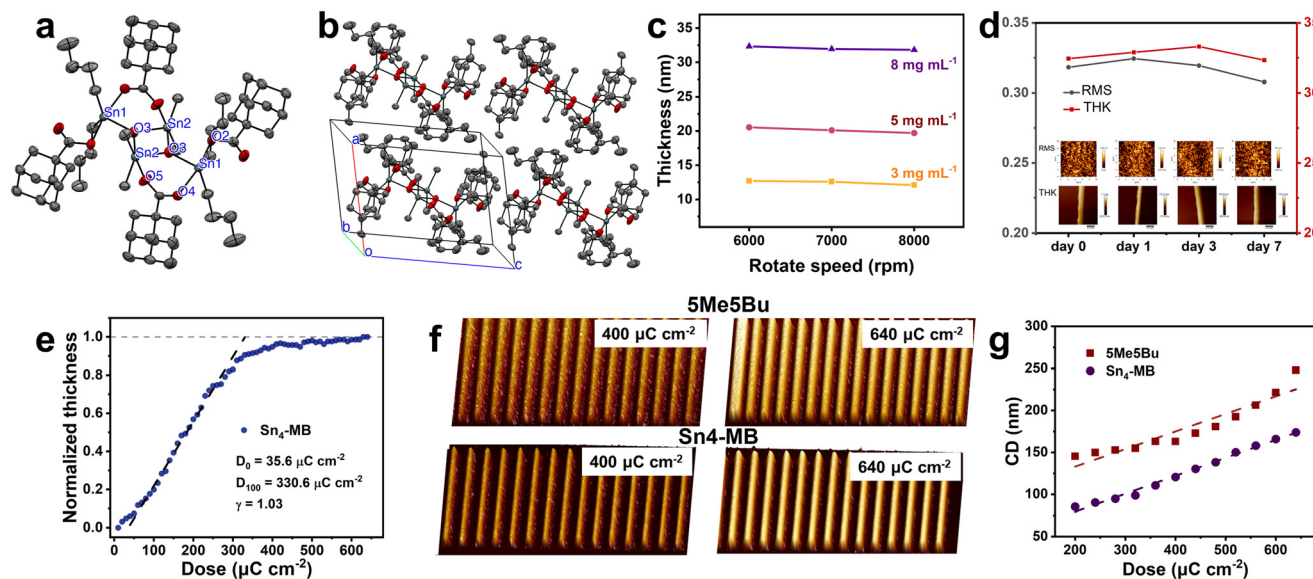 a
Sn1
O3
Sn2
O2
Sn2
O3
Sn1
O5
O4
b
a
b
o
c
c
Thickness (nm)
35
30
25
20
15
10
8 mg mL⁻¹
5 mg mL⁻¹
3 mg mL⁻¹
6000
7000
8000
Rotate speed (rpm)
d
0.35
0.30
0.25
0.20
RMS
THK
RMS
THK
day 0
day 1
day 3
day 7
e
Normalized thickness
1.0
0.8
0.6
0.4
0.2
0.0
Sn₄-MB
D₀ = 35.6 μC cm⁻²
D₁₀₀ = 330.6 μC cm⁻²
γ = 1.03
0 100 200 300 400 500 600
Dose (μC cm⁻²)
f
5Me5Bu
400 μC cm⁻²
640 μC cm⁻²
Sn4-MB
400 μC cm⁻²
640 μC cm⁻²
g
CD (nm)
300
250
200
150
100
50
5Me5Bu
Sn₄-MB
200 300 400 500 600
Dose (μC cm⁻²)